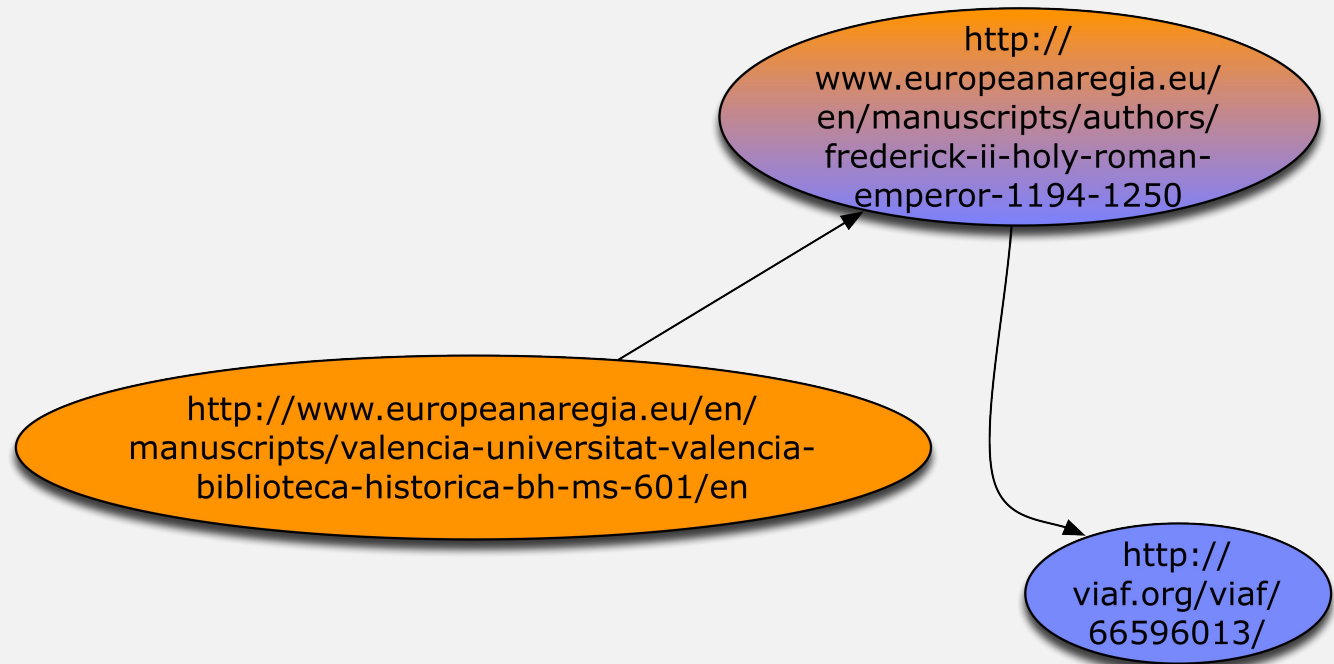 http://
www.europeanaregia.eu/
en/manuscripts/authors/
frederick-ii-holy-roman-
emperor-1194-1250
http://www.europeanaregia.eu/en/
manuscripts/valencia-universitat-valencia-
biblioteca-historica-bh-ms-601/en
http://
viaf.org/viaf/
66596013/